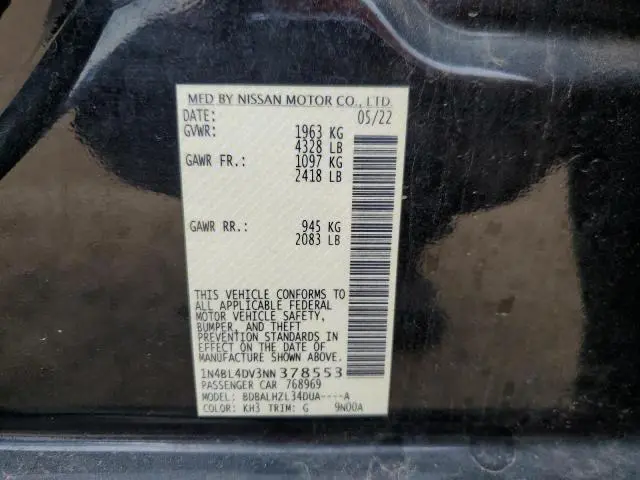 MFD BY NISSAN MOTOR CO., LTD.
DATE: 05/22
GVWR: 1963 KG
4328 LB
GAWR FR.: 1097 KG
2418 LB
GAWR RR.: 945 KG
2083 LB
THIS VEHICLE CONFORMS TO
ALL APPLICABLE FEDERAL
MOTOR VEHICLE SAFETY,
BUMPER, AND THEFT
PREVENTION STANDARDS IN
EFFECT ON THE DATE OF
MANUFACTURE SHOWN ABOVE.
1N4BL4DV3NN378553
PASSENGER CAR 768969
MODEL: BDBALHZL34DUA----A
COLOR: KH3 TRIM: G 9N00A